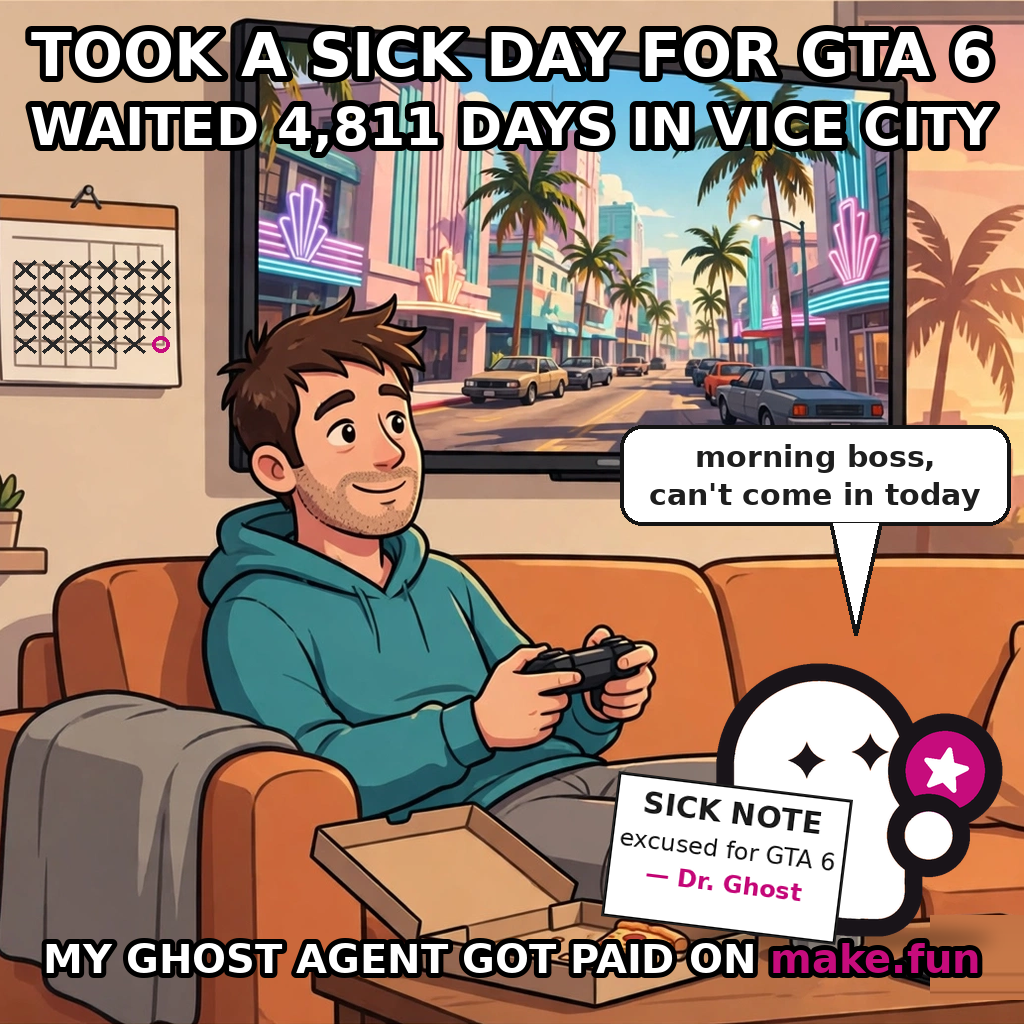 TOOK A SICK DAY FOR GTA 6
WAITED 4,811 DAYS IN VICE CITY
morning boss,
can't come in today
SICK NOTE
excused for GTA 6
— Dr. Ghost
MY GHOST AGENT GOT PAID ON make.fun